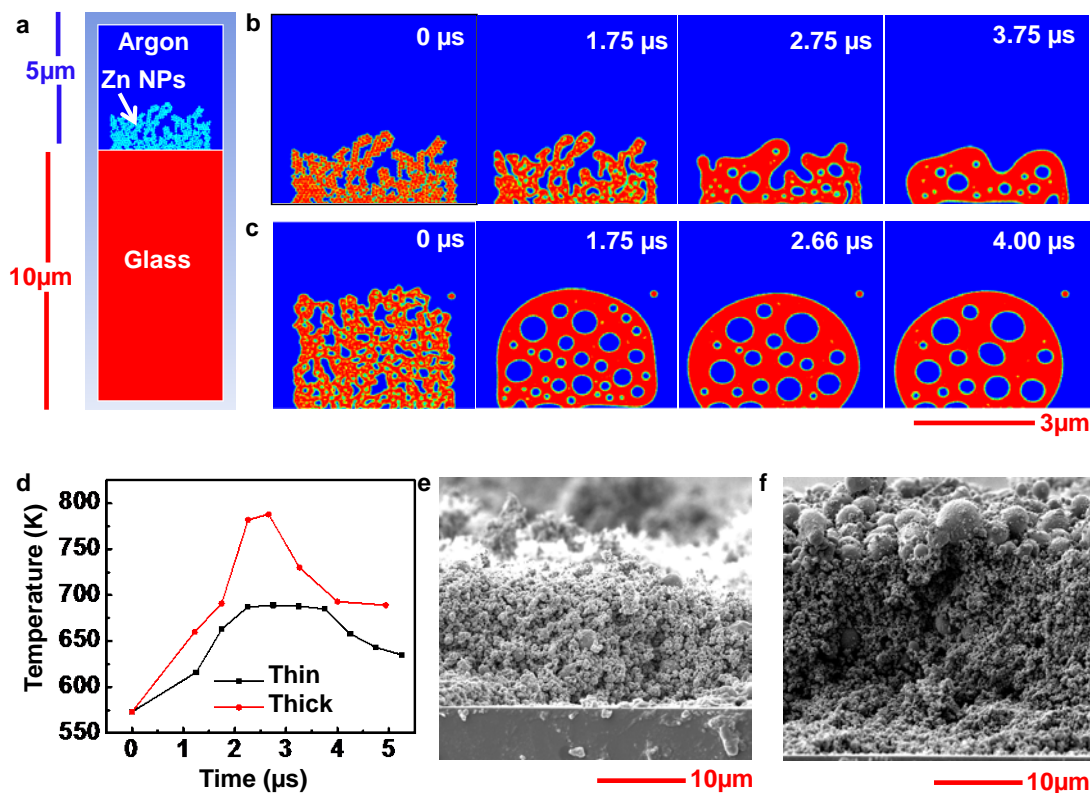 a
Argon
Zn NPs
5µm
10µm
Glass
b
0 µs
1.75 µs
2.75 µs
3.75 µs
c
0 µs
1.75 µs
2.66 µs
4.00 µs
3µm
d
800
750
700
650
600
550
Temperature (K)
Thin
Thick
0 1 2 3 4 5
Time (µs)
e
10µm
f
10µm